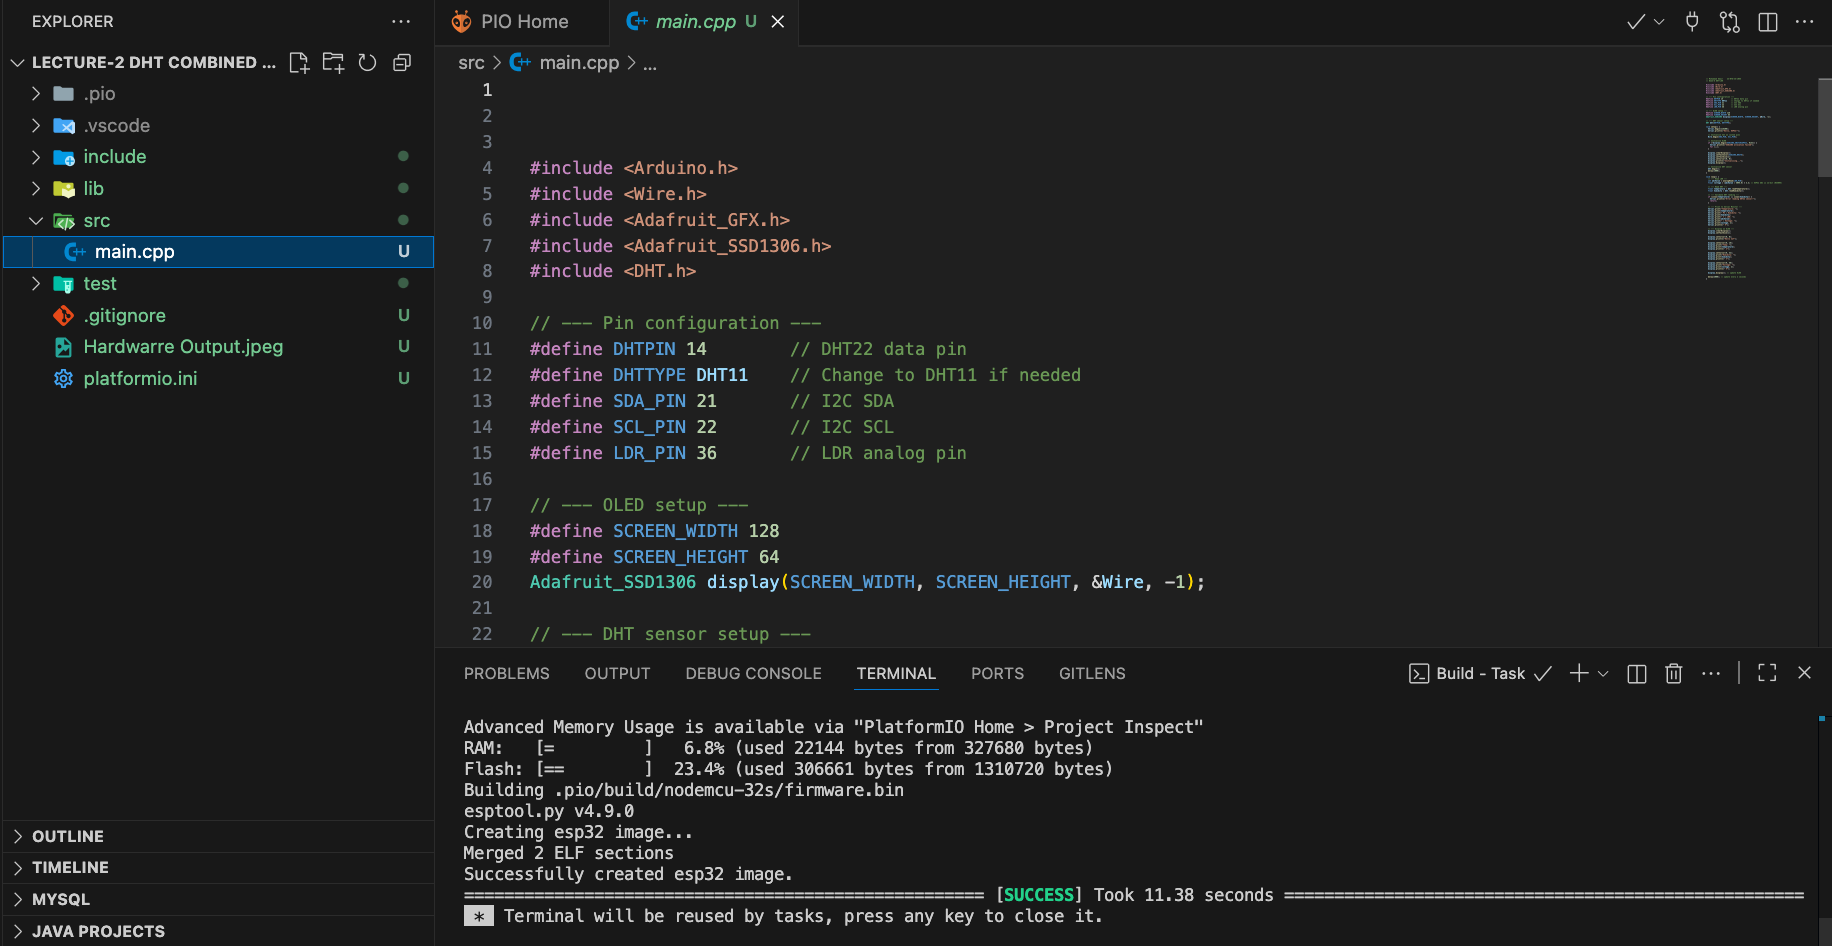 EXPLORER
PIO Home
main.cpp U
LECTURE-2 DHT COMBINED ...
.pio
.vscode
include
lib
src
main.cpp U
test
.gitignore U
Hardwarre Output.jpeg U
platformio.ini U
OUTLINE
TIMELINE
MYSQL
JAVA PROJECTS
src > main.cpp > ...
1
2
3
4 #include <Arduino.h>
5 #include <Wire.h>
6 #include <Adafruit_GFX.h>
7 #include <Adafruit_SSD1306.h>
8 #include <DHT.h>
9
10 // --- Pin configuration ---
11 #define DHTPIN 14 // DHT22 data pin
12 #define DHTTYPE DHT11 // Change to DHT11 if needed
13 #define SDA_PIN 21 // I2C SDA
14 #define SCL_PIN 22 // I2C SCL
15 #define LDR_PIN 36 // LDR analog pin
16
17 // --- OLED setup ---
18 #define SCREEN_WIDTH 128
19 #define SCREEN_HEIGHT 64
20 Adafruit_SSD1306 display(SCREEN_WIDTH, SCREEN_HEIGHT, &Wire, -1);
21
22 // --- DHT sensor setup ---
PROBLEMS OUTPUT DEBUG CONSOLE TERMINAL PORTS GITLENS
Build - Task
Advanced Memory Usage is available via "PlatformIO Home > Project Inspect"
RAM: [= ] 6.8% (used 22144 bytes from 327680 bytes)
Flash: [== ] 23.4% (used 306661 bytes from 1310720 bytes)
Building .pio/build/nodemcu-32s/firmware.bin
esptool.py v4.9.0
Creating esp32 image...
Merged 2 ELF sections
Successfully created esp32 image.
==================================================== [SUCCESS] Took 11.38 seconds ====================================================
* Terminal will be reused by tasks, press any key to close it.